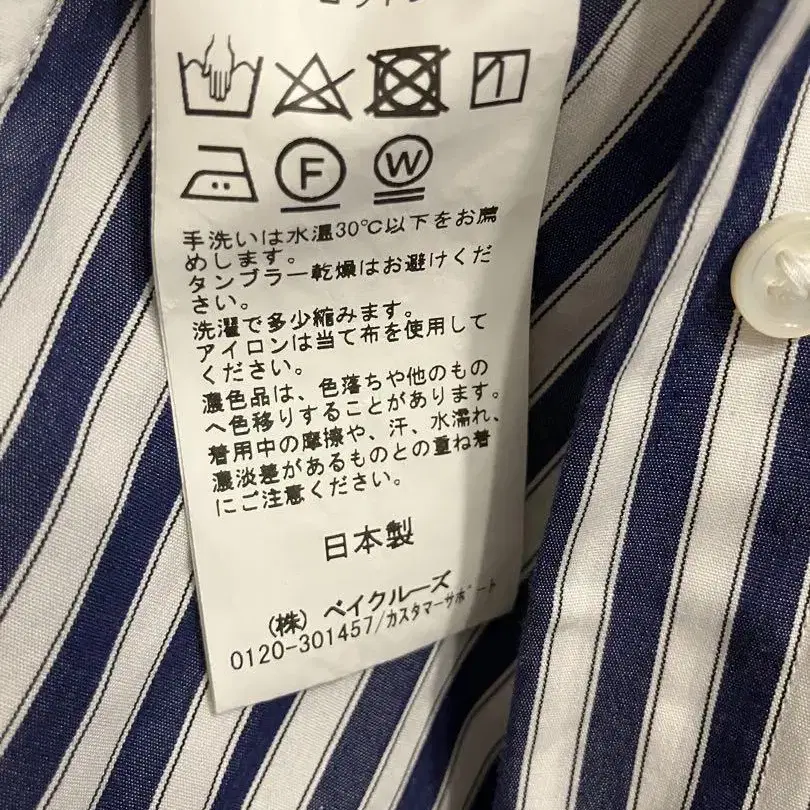 F
W
手洗いは水温30℃以下をお薦
めします。
タンブラー乾燥はお避けくだ
さい。
洗濯で多少縮みます。
アイロンは当て布を使用して
ください。
濃色品は、色落ちや他のもの
へ色移りすることがあります。
着用中の摩擦や、汗、水濡れ、
濃淡差があるものとの重ね着
にご注意ください。
日本製
(株) ベイクルーズ
0120-301457/カスタマーサポート